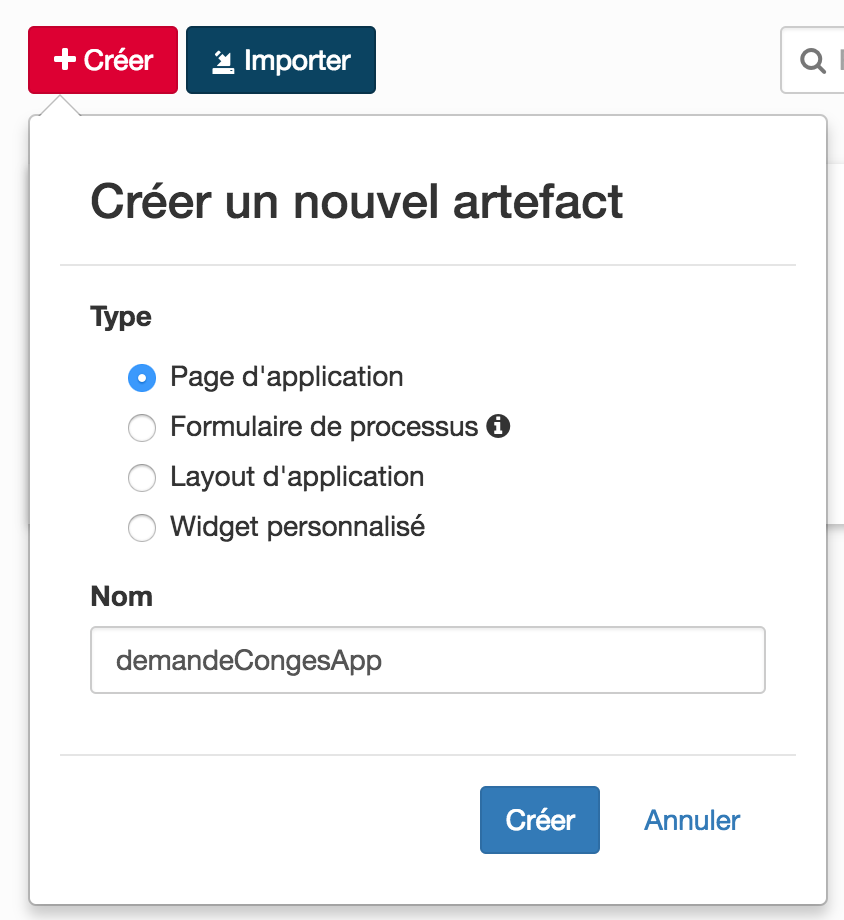 Créer
Importer
Créer un nouvel artefact
Type
Page d'application
Formulaire de processus
Layout d'application
Widget personnalisé
Nom
demandeCongesApp
Créer
Annuler